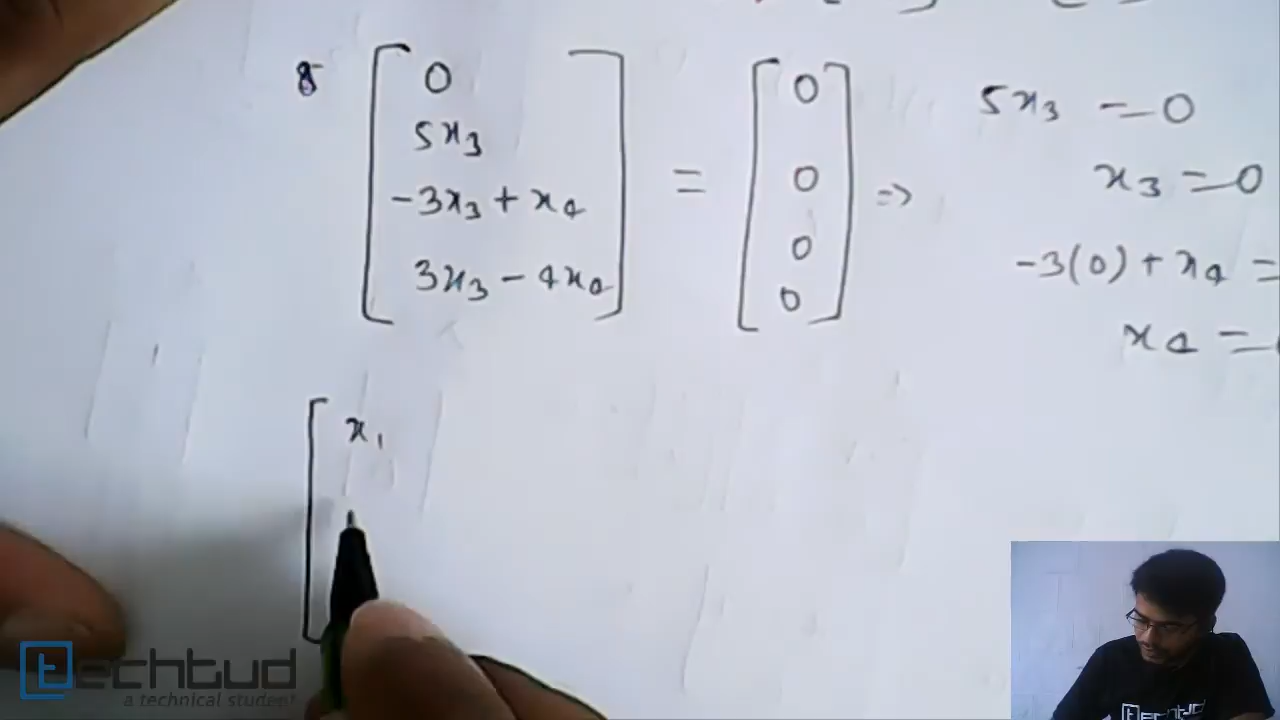 8 [ 0 ] = [ 0 ] => 5x₃ = 0
5x₃
-3x₃ + x₄ 0 x₃ = 0
3x₃ - 4x₄ 0 -3(0) + x₄ =
0 x₄ =
[ x₁
techtud
a technical student
techtud